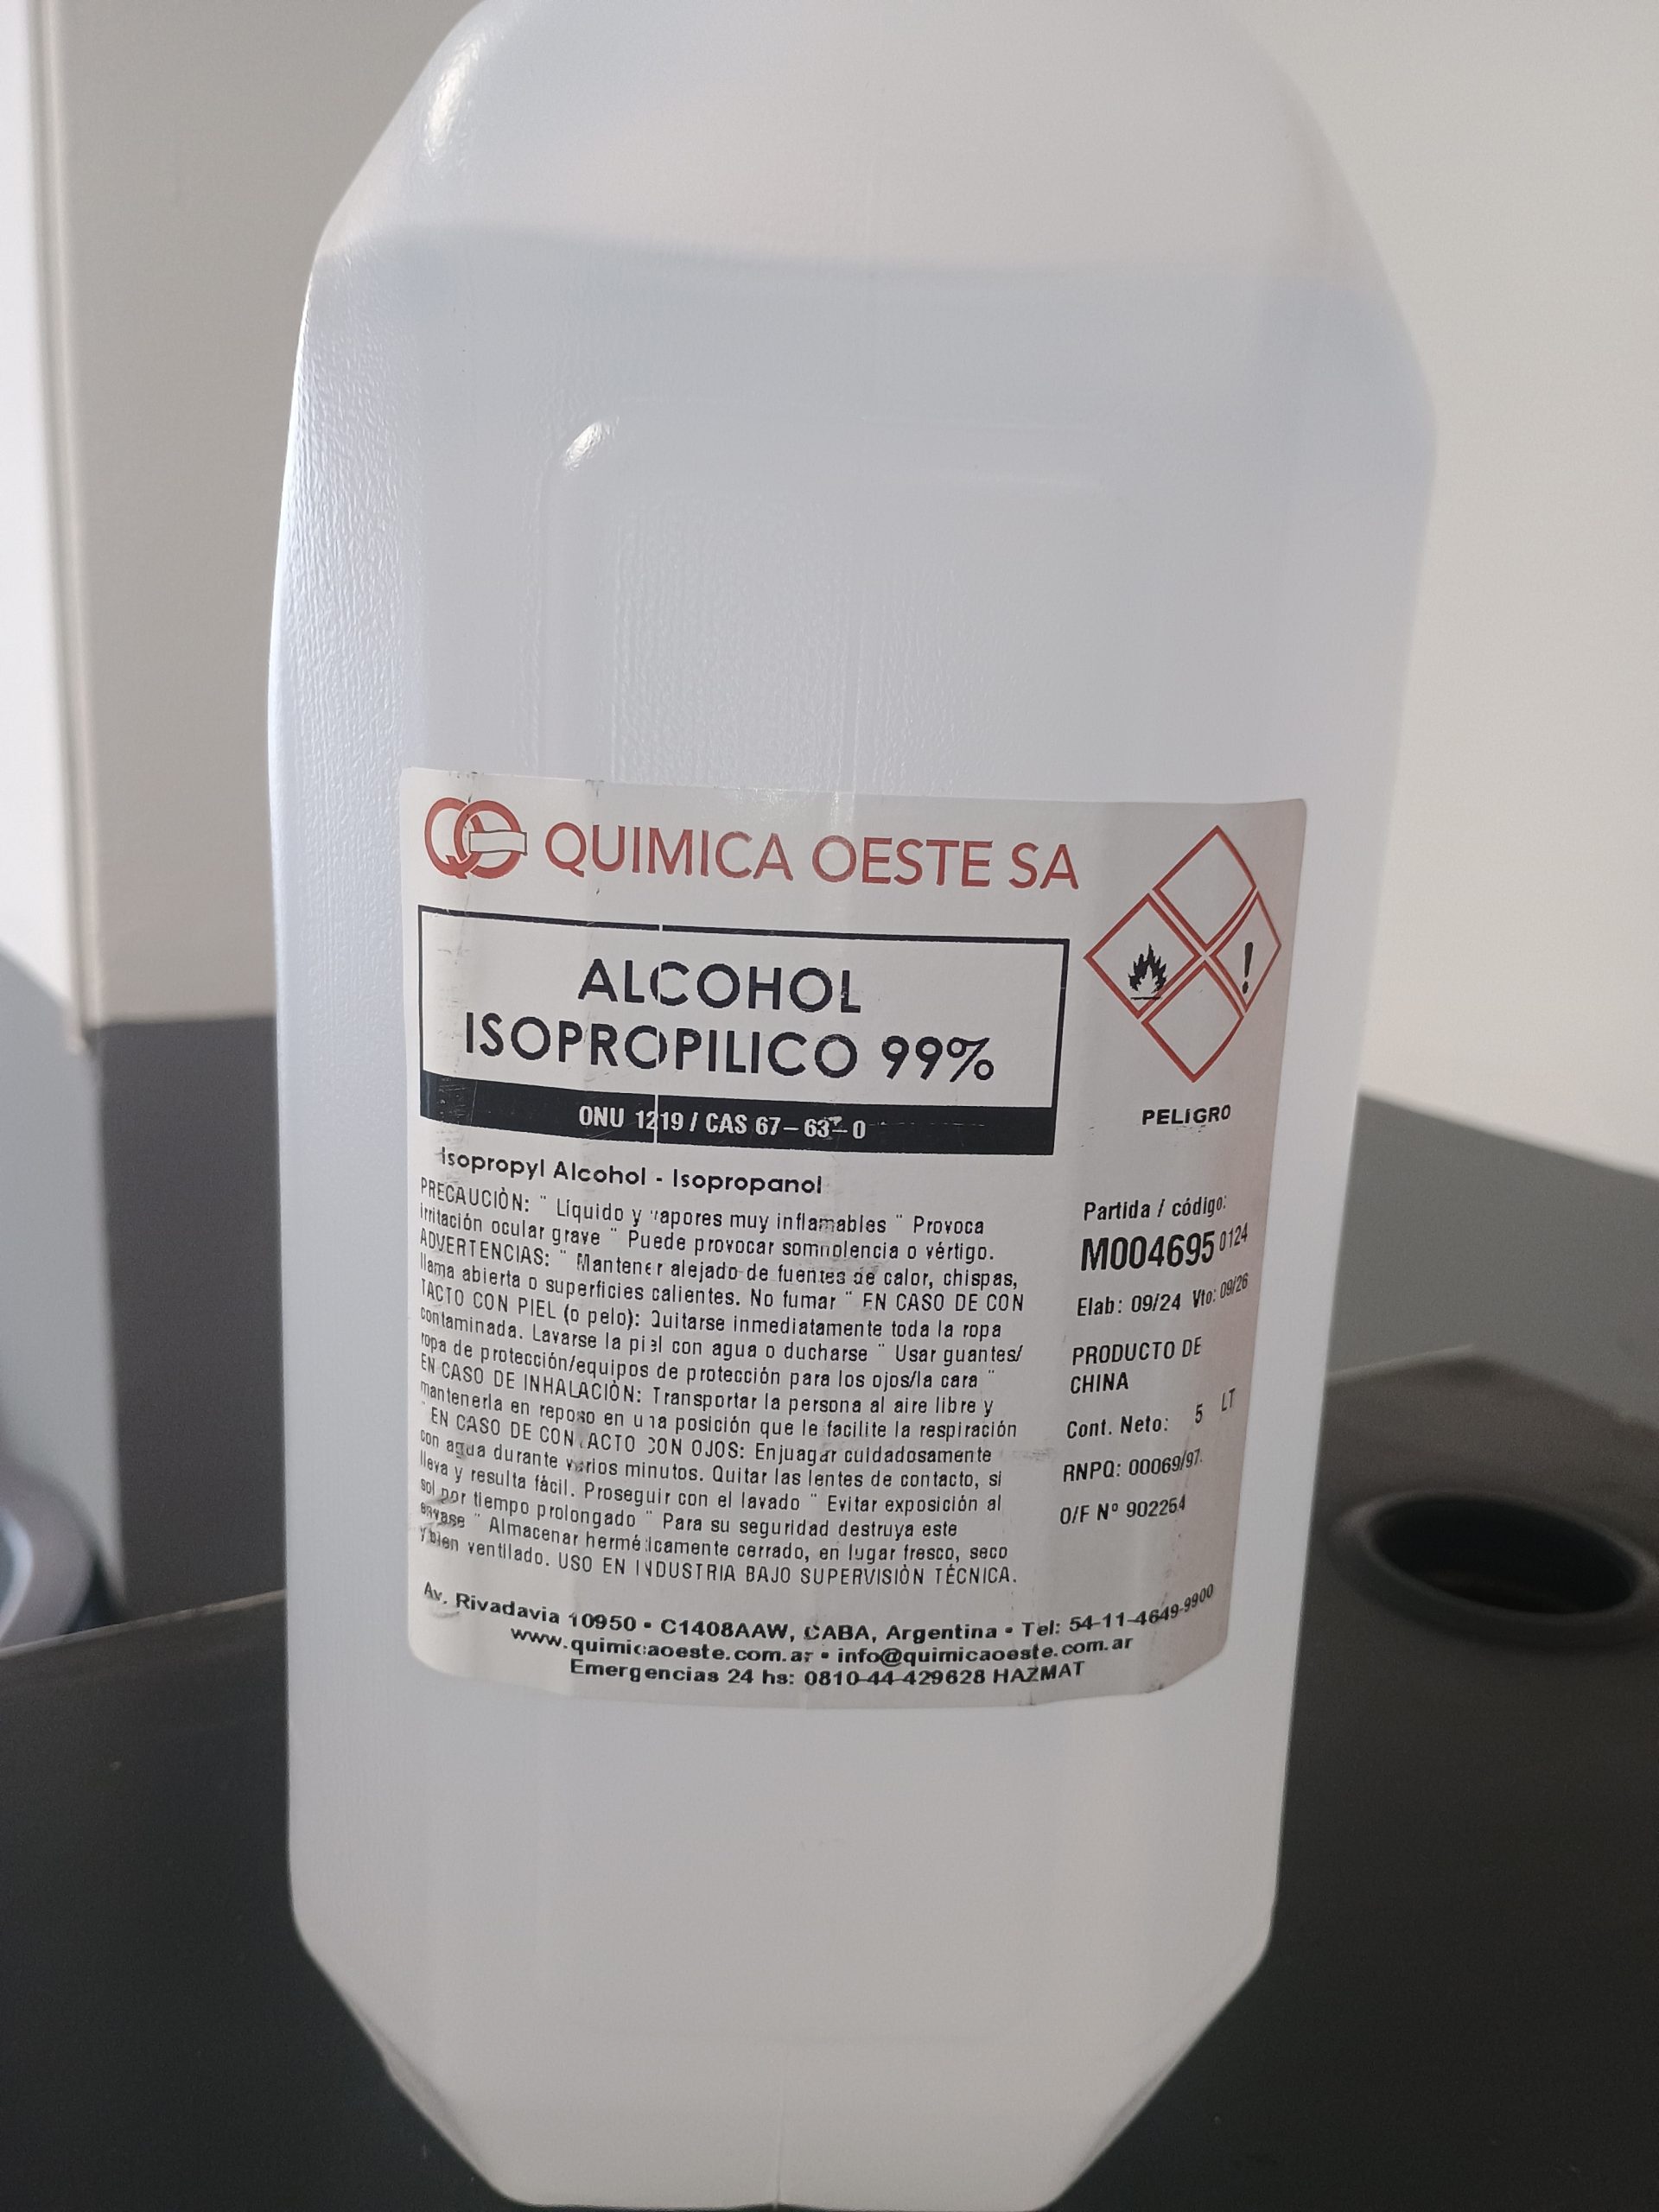 QUIMICA OESTE SA
ALCOHOL
ISOPROPILICO 99%
ONU 1219 / CAS 67-63-0
PELIGRO
Isopropyl Alcohol - Isopropanol
PRECAUCIÒN: ¨ Líquido y vapores muy inflamables ¨ Provoca
irritación ocular grave ¨ Puede provocar somnolencia o vértigo.
ADVERTENCIAS: ¨ Mantener alejado de fuentes de calor, chispas,
llama abierta o superficies calientes. No fumar ¨ EN CASO DE CON
TACTO CON PIEL (o pelo): Quitarse inmediatamente toda la ropa
contaminada. Lavarse la piel con agua o ducharse ¨ Usar guantes/
ropa de protección/equipos de protección para los ojos/la cara ¨
EN CASO DE INHALACIÒN: Transportar la persona al aire libre y
mantenerla en reposo en una posición que le facilite la respiración
¨ EN CASO DE CONTACTO CON OJOS: Enjuagar cuidadosamente
con agua durante varios minutos. Quitar las lentes de contacto, si
lleva y resulta fácil. Proseguir con el lavado ¨ Evitar exposición al
sol por tiempo prolongado ¨ Para su seguridad destruya este
envase ¨ Almacenar herméticamente cerrado, en lugar fresco, seco
y bien ventilado. USO EN INDUSTRIA BAJO SUPERVISIÒN TÉCNICA.
Partida / código:
M004695 0124
Elab: 09/24 Vto: 09/26
PRODUCTO DE
CHINA
Cont. Neto: 5 LT
RNPQ: 00069/97.
O/F Nº 902254
Av. Rivadavia 10950 • C1408AAW, CABA, Argentina • Tel: 54-11-4649-9900
www.quimicaoeste.com.ar • info@quimicaoeste.com.ar
Emergencias 24 hs: 0810-44-429628 HAZMAT